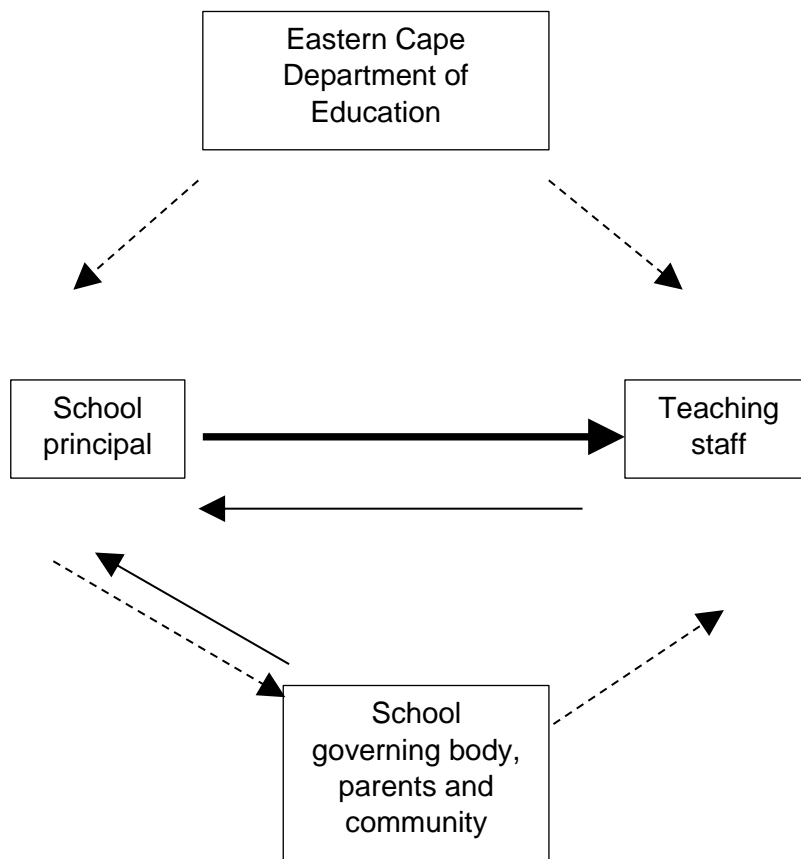 Eastern Cape
Department of
Education
School
principal
Teaching
staff
School
governing body,
parents and
community